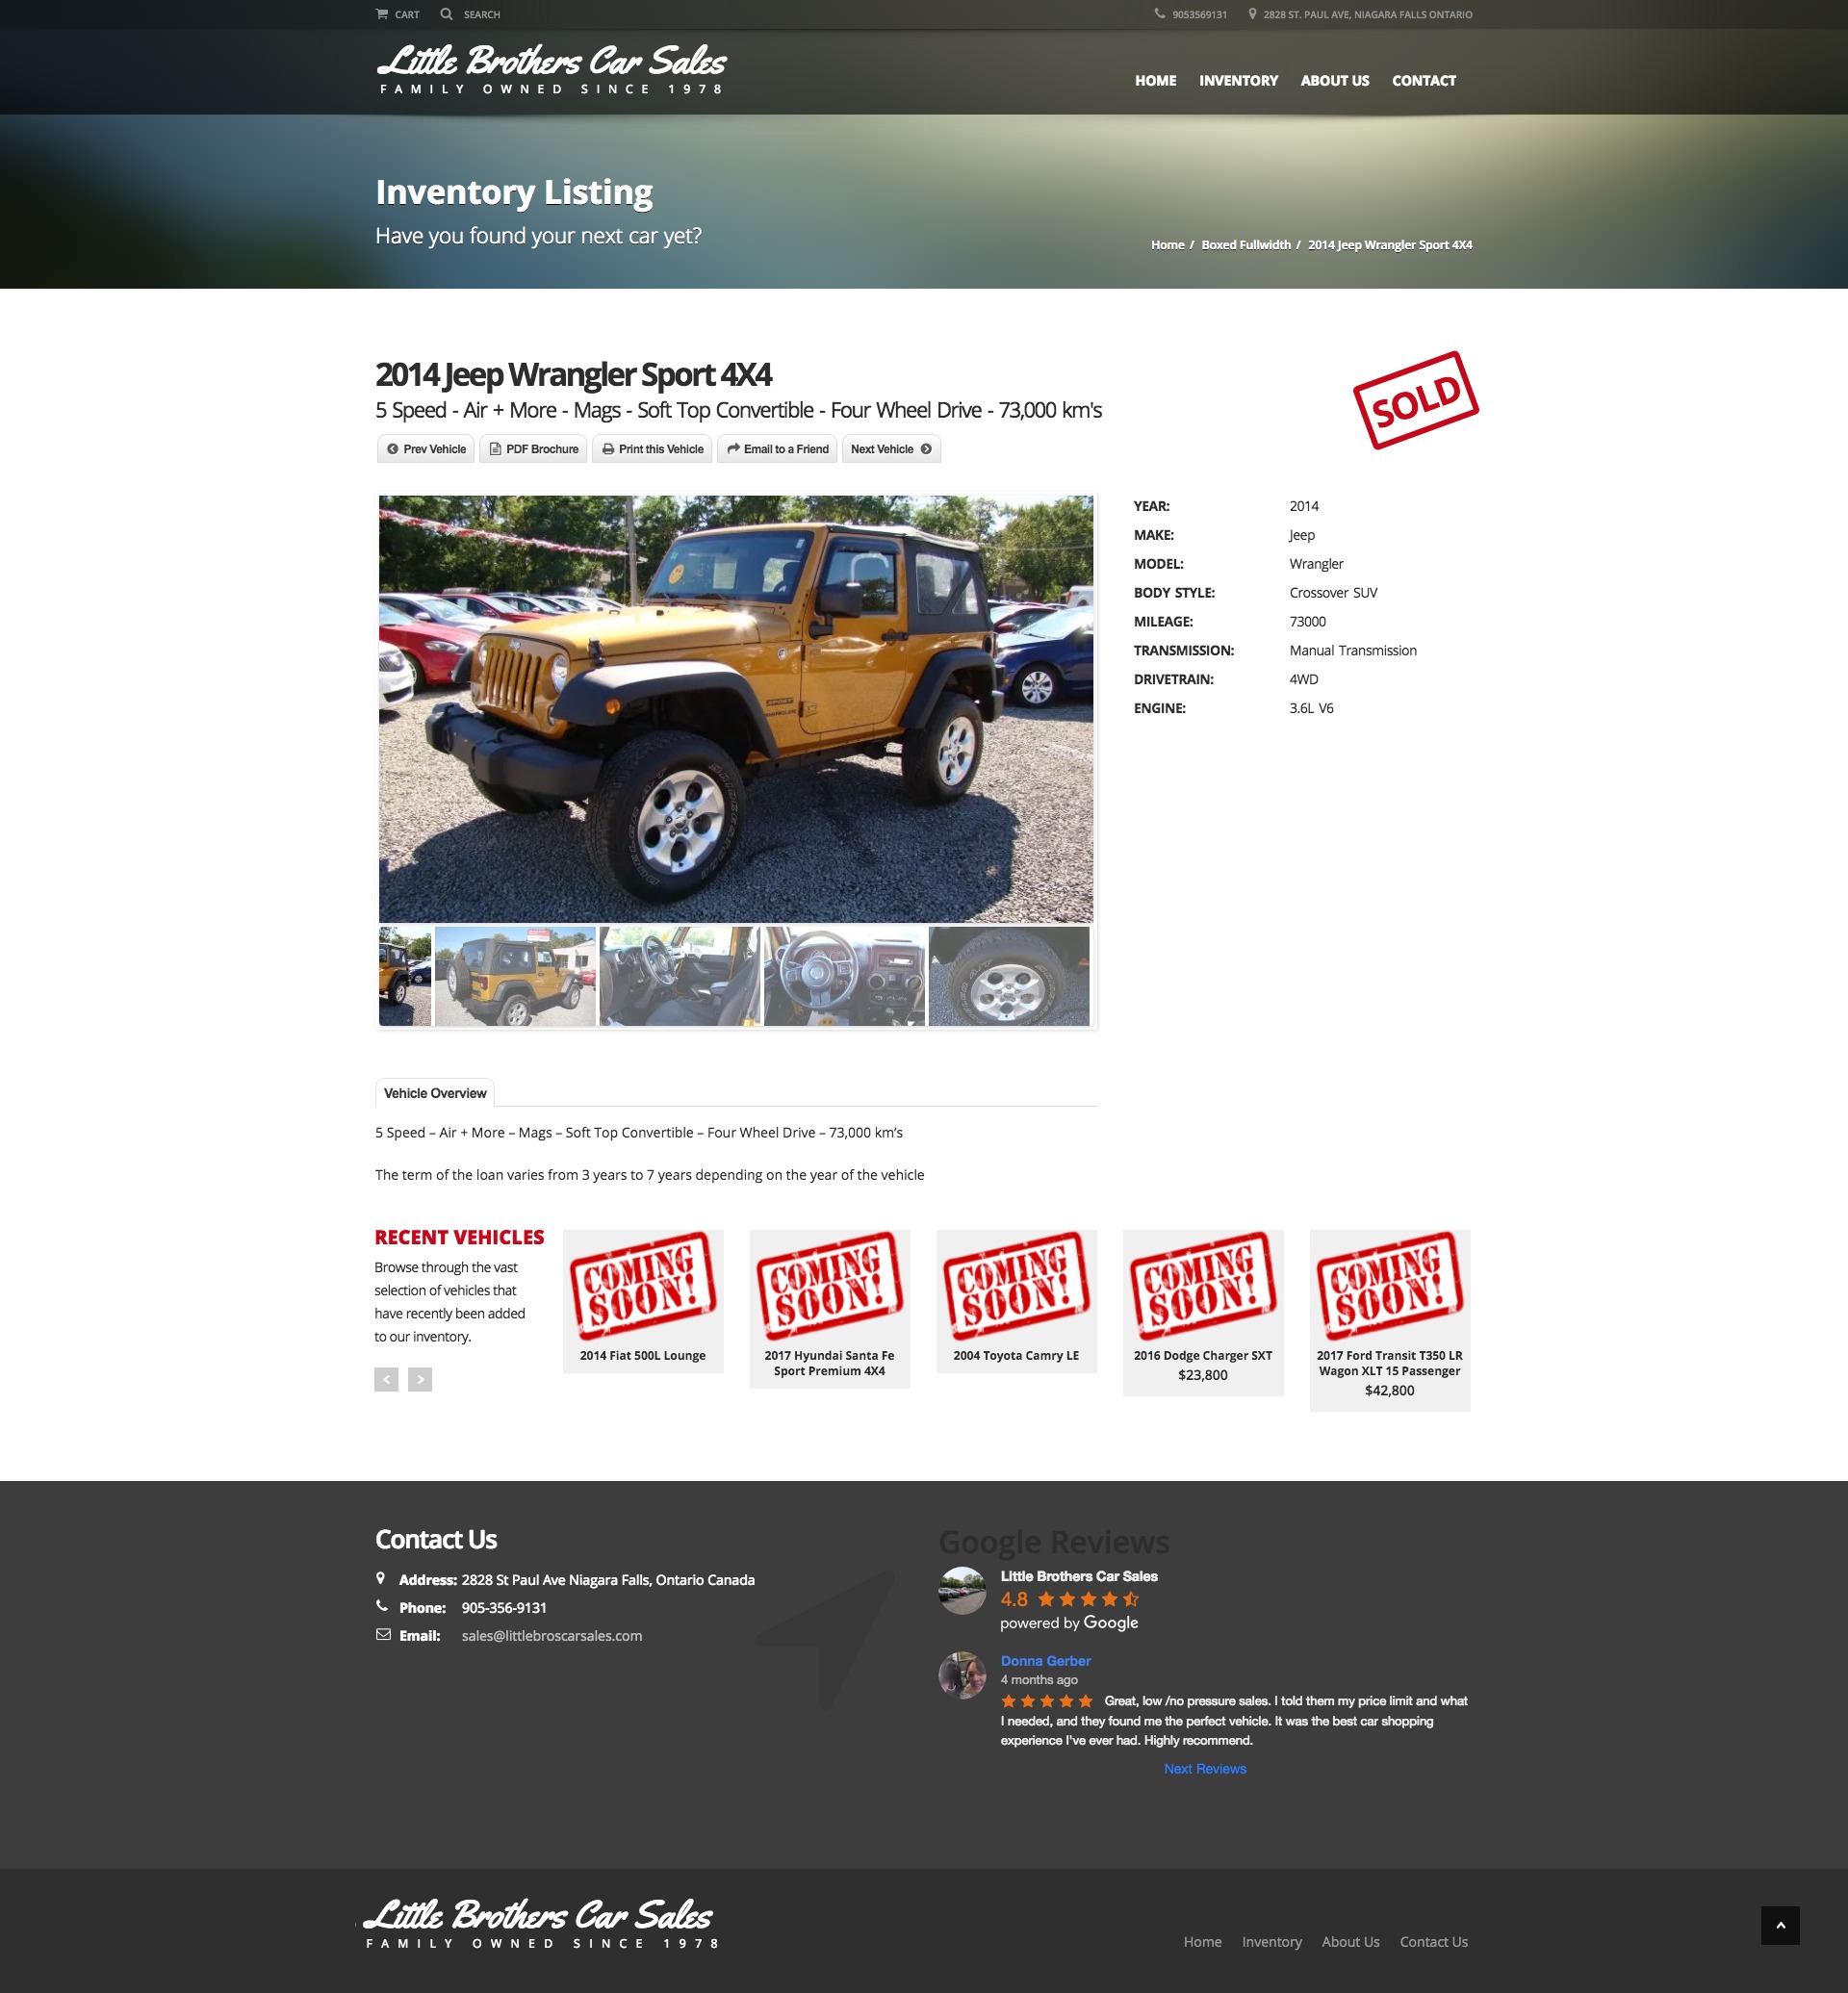 CART SEARCH 9053569131 2828 ST. PAUL AVE, NIAGARA FALLS ONTARIO
Little Brothers Car Sales
FAMILY OWNED SINCE 1978
HOME INVENTORY ABOUT US CONTACT
Inventory Listing
Have you found your next car yet?
Home / Boxed Fullwidth / 2014 Jeep Wrangler Sport 4X4
2014 Jeep Wrangler Sport 4X4
5 Speed - Air + More - Mags - Soft Top Convertible - Four Wheel Drive - 73,000 km's
SOLD
Prev Vehicle PDF Brochure Print this Vehicle Email to a Friend Next Vehicle
YEAR: 2014
MAKE: Jeep
MODEL: Wrangler
BODY STYLE: Crossover SUV
MILEAGE: 73000
TRANSMISSION: Manual Transmission
DRIVETRAIN: 4WD
ENGINE: 3.6L V6
Vehicle Overview
5 Speed – Air + More – Mags – Soft Top Convertible – Four Wheel Drive – 73,000 km's
The term of the loan varies from 3 years to 7 years depending on the year of the vehicle
RECENT VEHICLES
Browse through the vast
selection of vehicles that
have recently been added
to our inventory.
COMING SOON!
2014 Fiat 500L Lounge
COMING SOON!
2017 Hyundai Santa Fe
Sport Premium 4X4
COMING SOON!
2004 Toyota Camry LE
COMING SOON!
2016 Dodge Charger SXT
$23,800
COMING SOON!
2017 Ford Transit T350 LR
Wagon XLT 15 Passenger
$42,800
Contact Us
Address: 2828 St Paul Ave Niagara Falls, Ontario Canada
Phone: 905-356-9131
Email: sales@littlebroscarsales.com
Google Reviews
Little Brothers Car Sales
4.8
powered by Google
Donna Gerber
4 months ago
Great, low /no pressure sales. I told them my price limit and what
I needed, and they found me the perfect vehicle. It was the best car shopping
experience I've ever had. Highly recommend.
Next Reviews
Little Brothers Car Sales
FAMILY OWNED SINCE 1978
Home Inventory About Us Contact Us